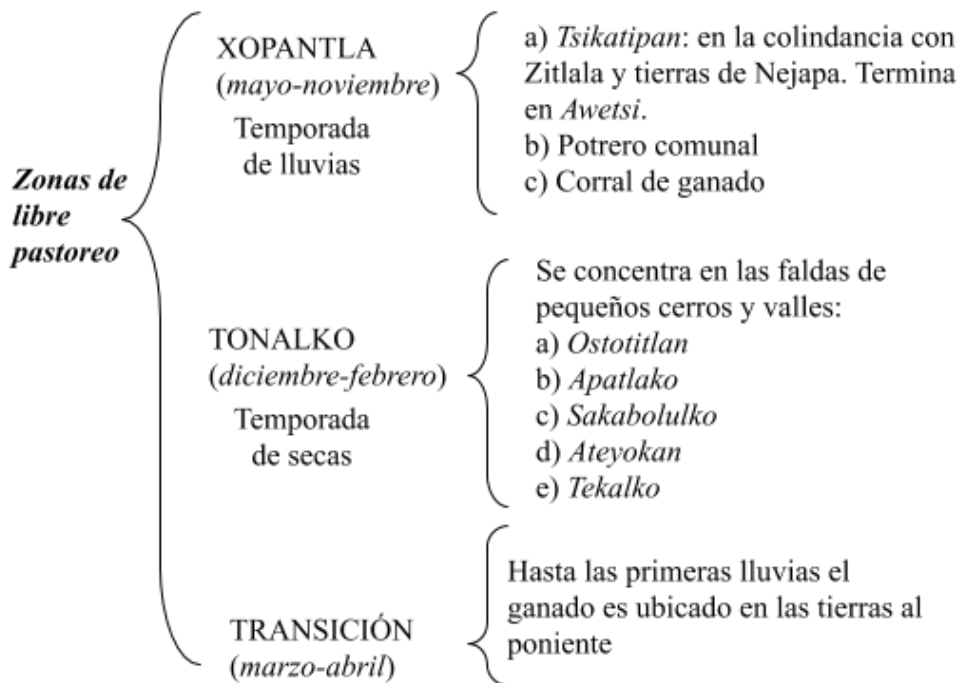 Zonas de
libre
pastoreo
XOPANTLA
(mayo-noviembre)
Temporada
de lluvias
a) Tsikatipan: en la colindancia con
Zitlala y tierras de Nejapa. Termina
en Awetsi.
b) Potrero comunal
c) Corral de ganado
TONALKO
(diciembre-febrero)
Temporada
de secas
Se concentra en las faldas de
pequeños cerros y valles:
a) Ostotitlan
b) Apatlako
c) Sakabolulko
d) Ateyokan
e) Tekalko
TRANSICIÓN
(marzo-abril)
Hasta las primeras lluvias el
ganado es ubicado en las tierras al
poniente